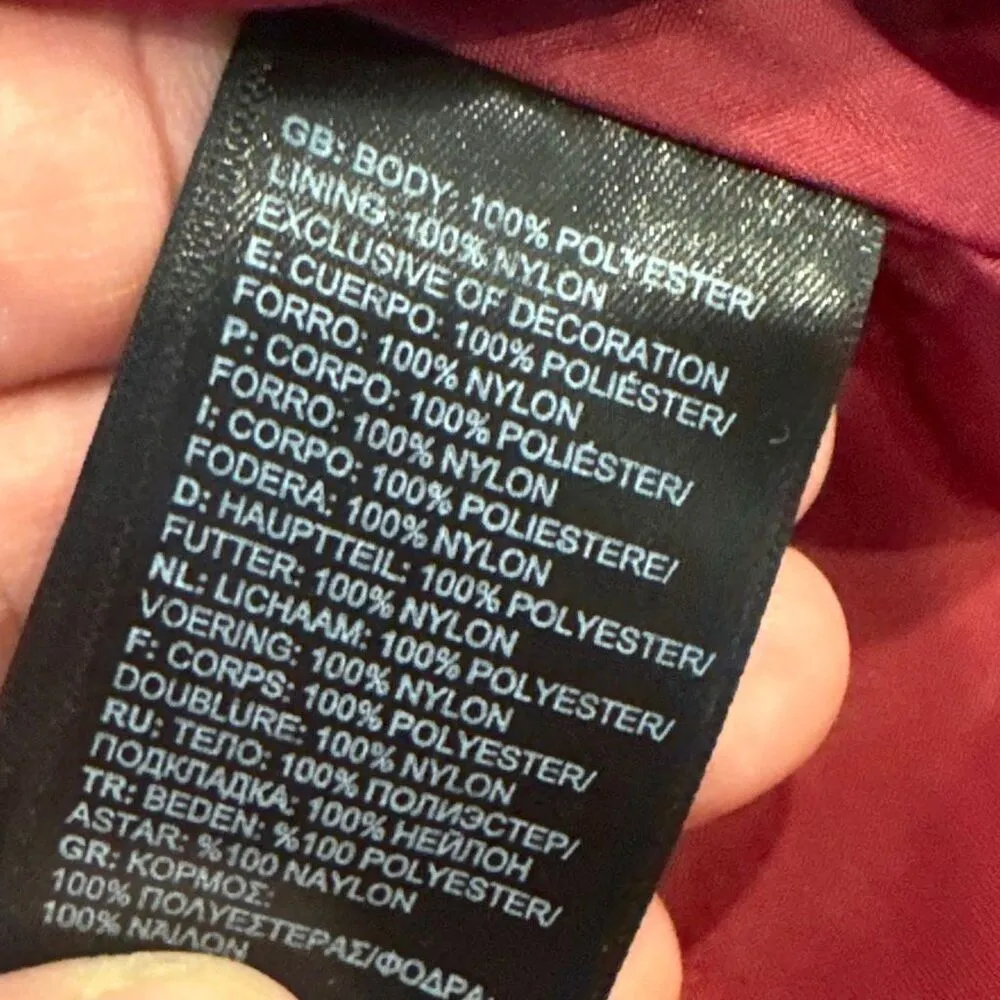 GB: BODY: 100% POLYESTER/
LINING: 100% NYLON
EXCLUSIVE OF DECORATION
E: CUERPO: 100% POLIÉSTER/
FORRO: 100% NYLON
P: CORPO: 100% POLIÉSTER/
FORRO: 100% NYLON
I: CORPO: 100% POLIESTERE/
FODERA: 100% NYLON
D: HAUPTTEIL: 100% POLYESTER/
FUTTER: 100% NYLON
NL: LICHAAM: 100% POLYESTER/
VOERING: 100% NYLON
F: CORPS: 100% POLYESTER/
DOUBLURE: 100% NYLON
RU: ТЕЛО: 100% ПОЛИЭСТЕР/
ПОДКЛАДКА: 100% НЕЙЛОН
TR: BEDEN: %100 POLYESTER/
ASTAR: %100 NAYLON
GR: ΚΟΡΜΟΣ:
100% ΠΟΛΥΕΣΤΕΡΑΣ/ΦΟΔΡΑ:
100% ΝΑΙΛΟΝ